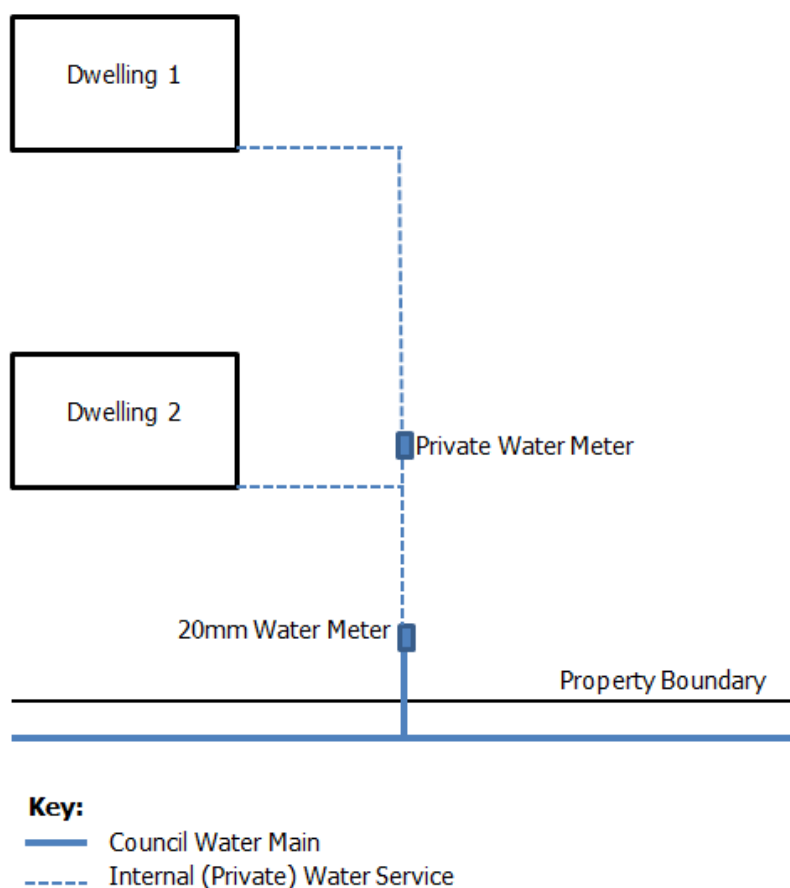 Dwelling 1
Dwelling 2
Private Water Meter
20mm Water Meter
Property Boundary
Key:
Council Water Main
Internal (Private) Water Service